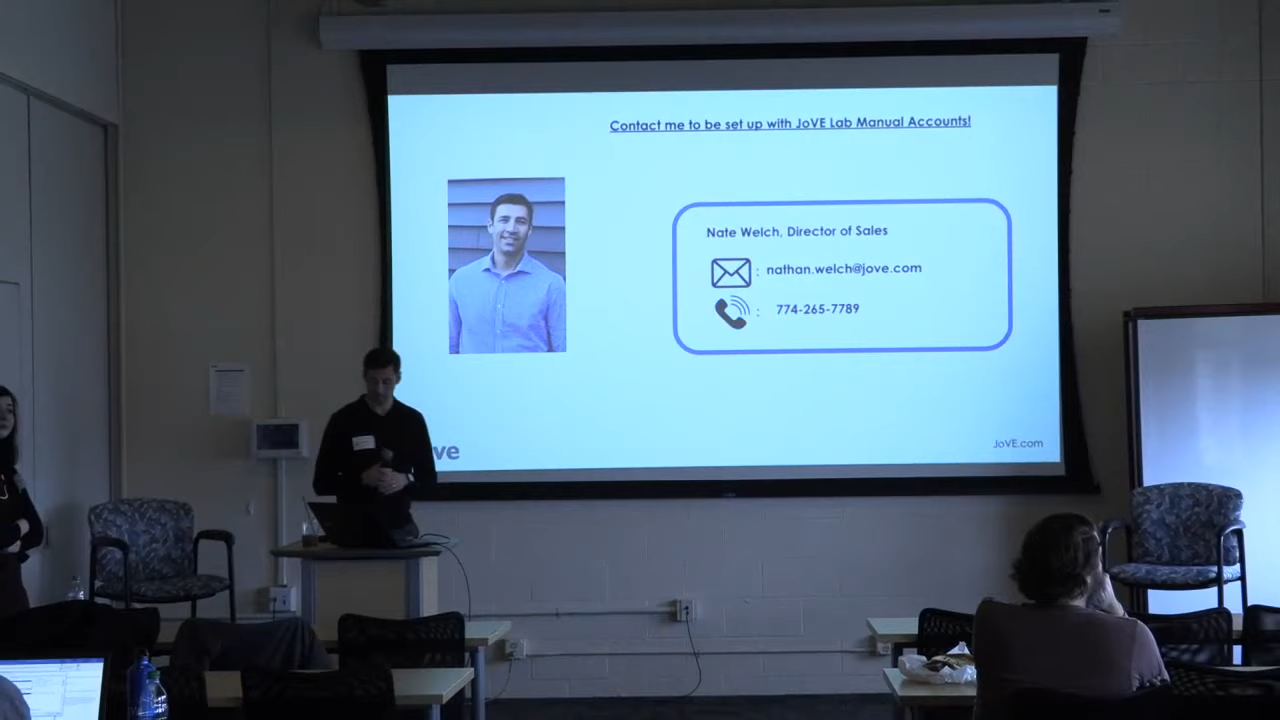 Contact me to be set up with JoVE Lab Manual Accounts!
Nate Welch, Director of Sales
: nathan.welch@jove.com
: 774-265-7789
ve
JoVE.com